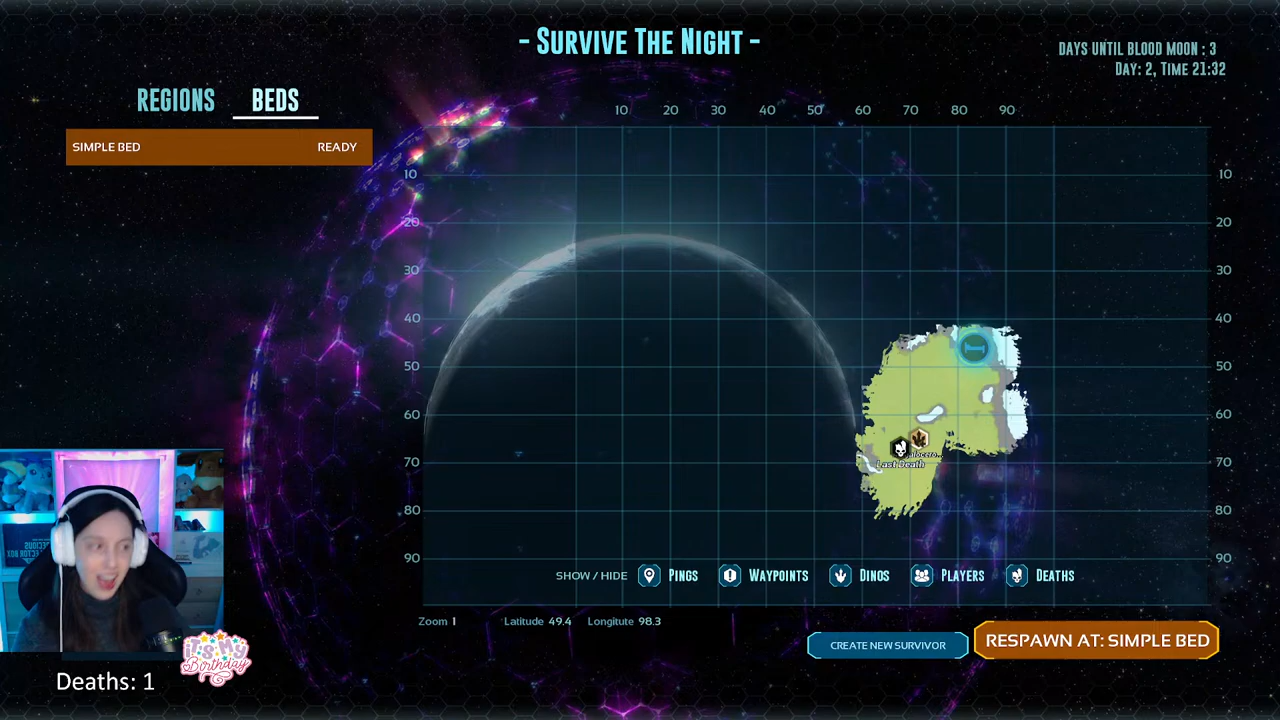 - SURVIVE THE NIGHT -
DAYS UNTIL BLOOD MOON : 3
DAY: 2, TIME 21:32
REGIONS
BEDS
SIMPLE BED
READY
10 20 30 40 50 60 70 80 90
10 10
20 20
30 30
40 40
50 50
60 60
70 70
80 80
90 90
Last Death
SHOW / HIDE
PINGS
WAYPOINTS
DINOS
PLAYERS
DEATHS
Zoom 1
Latitude 49.4
Longitute 98.3
CREATE NEW SURVIVOR
RESPAWN AT: SIMPLE BED
IT'S MY
Birthday
Deaths: 1